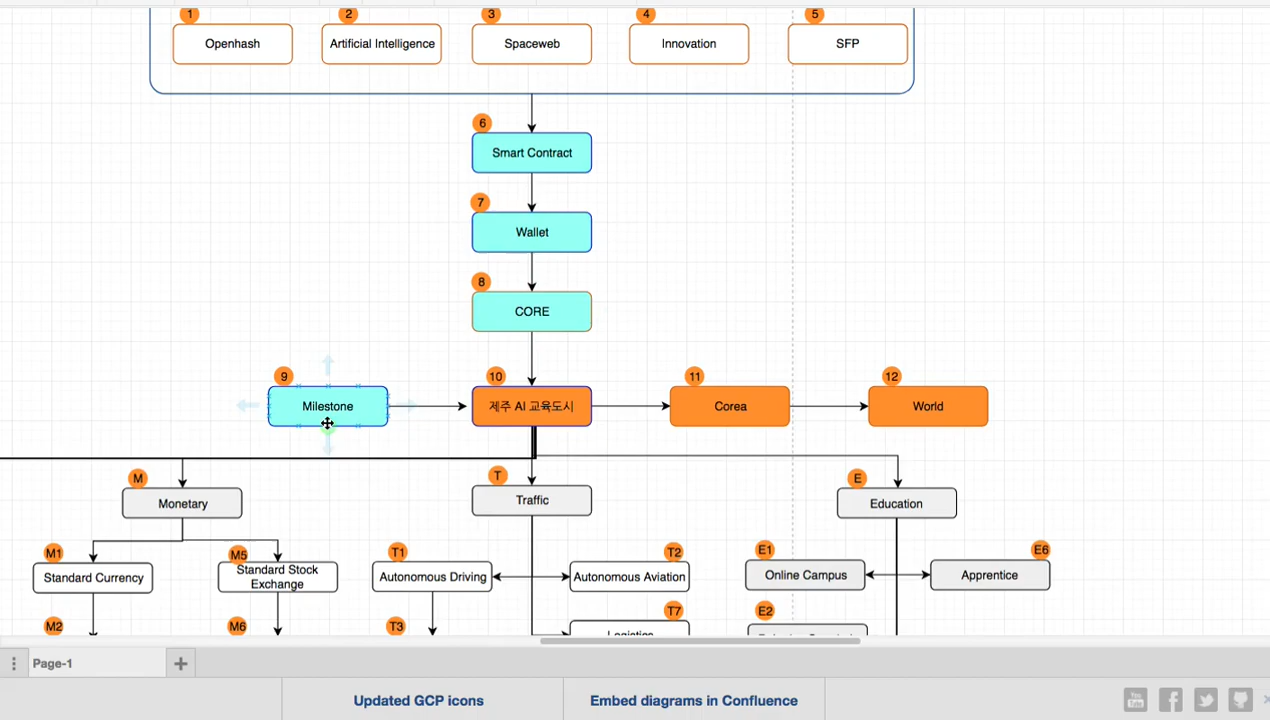 1 2 3 4 5
Openhash Artificial Intelligence Spaceweb Innovation SFP
6
Smart Contract
7
Wallet
8
CORE
9 10 11 12
Milestone 제주 AI 교육도시 Corea World
M T E
Monetary Traffic Education
M1 M5 T1 T2 E1 E6
Standard Currency Standard Stock Autonomous Driving Autonomous Aviation Online Campus Apprentice
Exchange
M2 M6 T3 T7 E2
Logistics
Page-1
Updated GCP icons Embed diagrams in Confluence
You